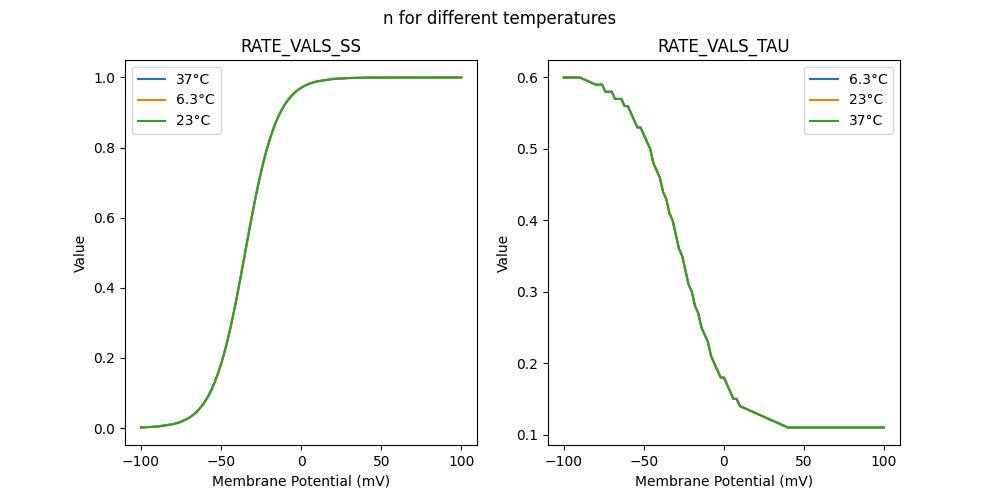 n for different temperatures
RATE_VALS_SS
1.0
0.8
0.6
0.4
0.2
0.0
Value
37°C
6.3°C
23°C
−100
−50
0
50
100
Membrane Potential (mV)
RATE_VALS_TAU
0.6
0.5
0.4
0.3
0.2
0.1
Value
6.3°C
23°C
37°C
−100
−50
0
50
100
Membrane Potential (mV)